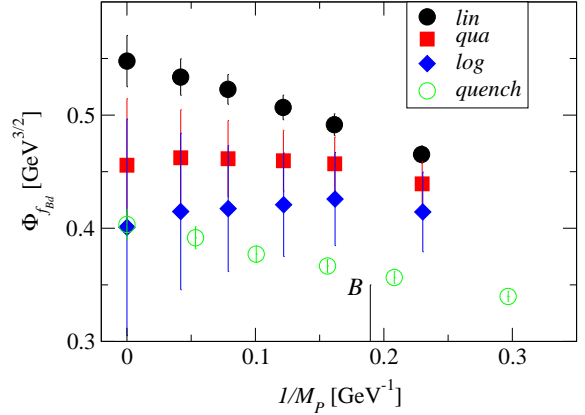 lin
qua
log
quench
0.5
0.4
0.3
Φ_{f_{Bd}} [GeV^{3/2}]
B
0 0.1 0.2 0.3
1/M_P [GeV^{-1}]